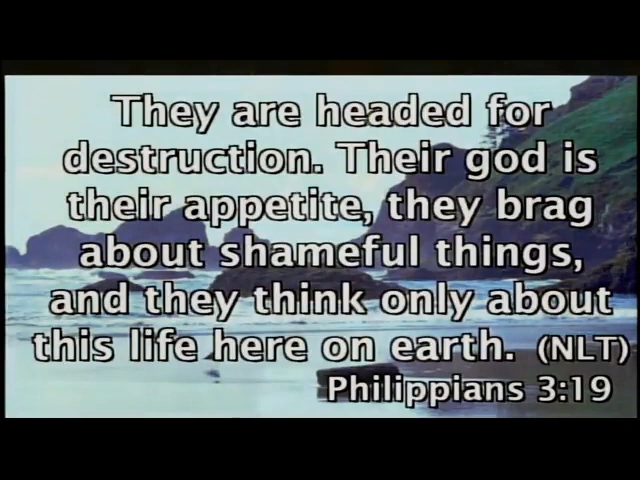 They are headed for
destruction. Their god is
their appetite, they brag
about shameful things,
and they think only about
this life here on earth. (NLT)
Philippians 3:19